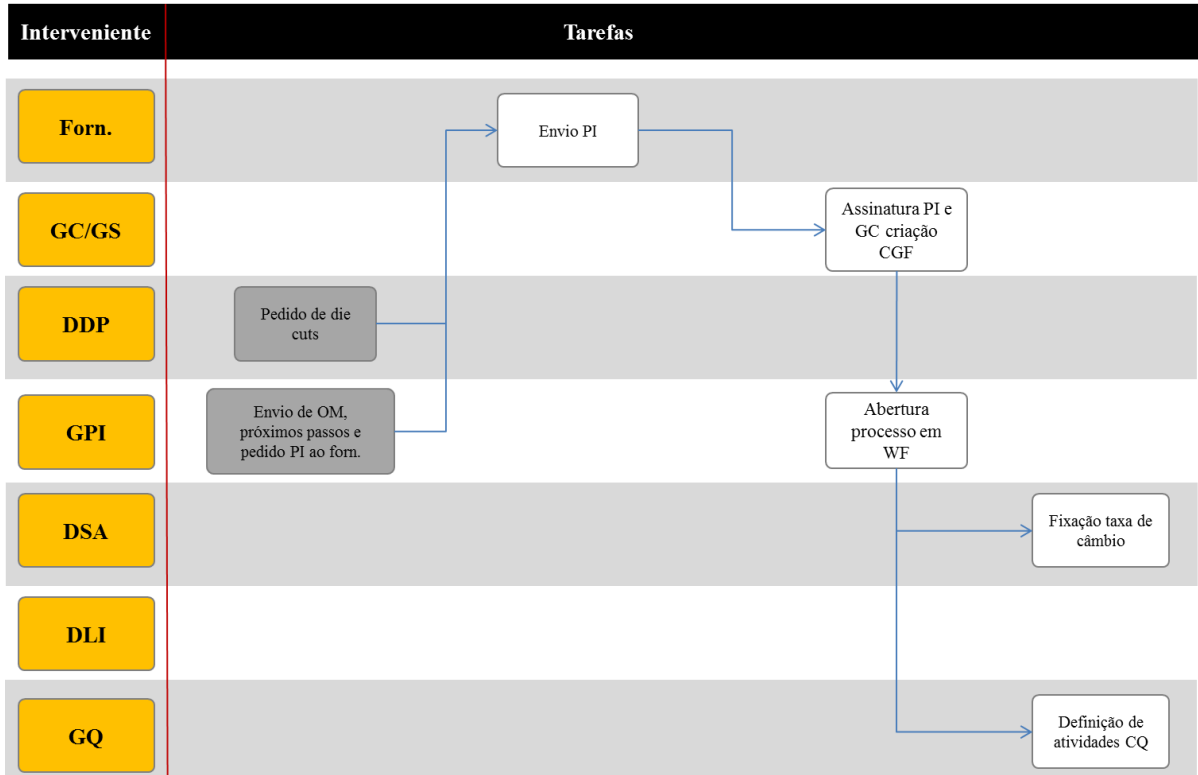 Interveniente
Tarefas
Forn.
Envio PI
GC/GS
Assinatura PI e
GC criação
CGF
DDP
Pedido de die
cuts
GPI
Envio de OM,
próximos passos e
pedido PI ao forn.
Abertura
processo em
WF
DSA
Fixação taxa de
câmbio
DLI
GQ
Definição de
atividades CQ